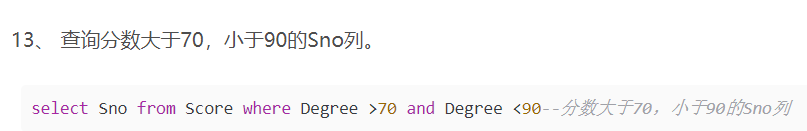 13、 查询分数大于70，小于90的Sno列。
select Sno from Score where Degree >70 and Degree <90--分数大于70，小于90的Sno列